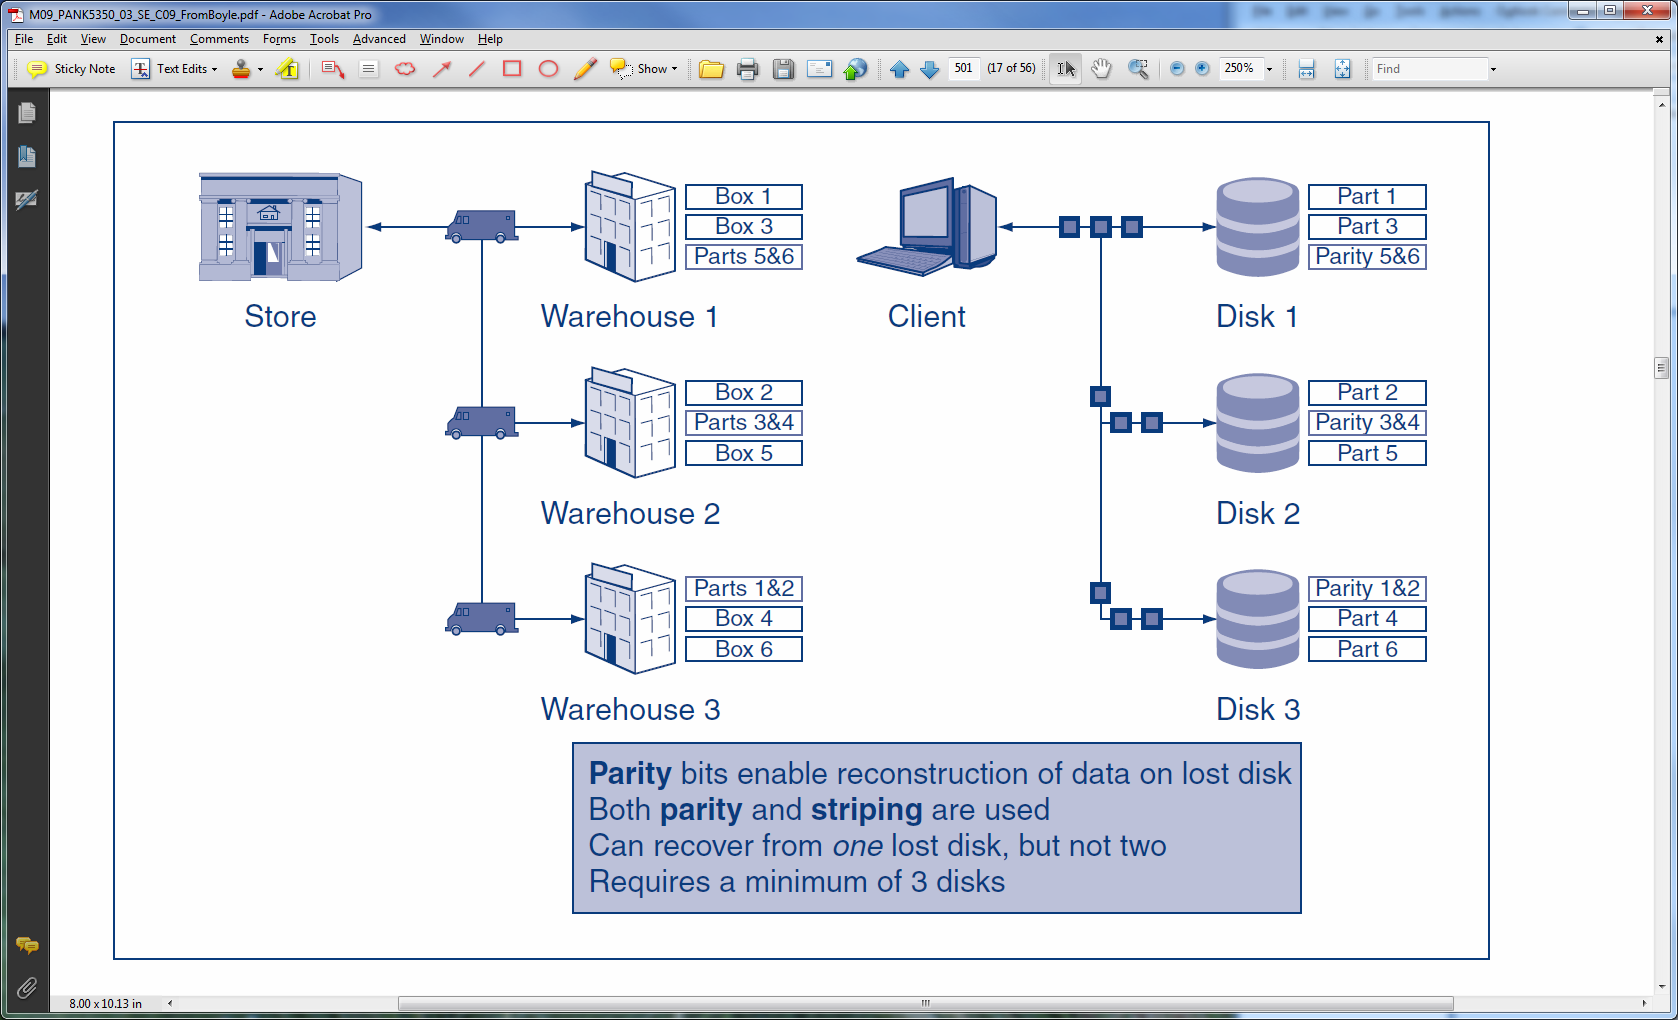 M09_PANK5350_03_SE_C09_FromBoyle.pdf - Adobe Acrobat Pro
File Edit View Document Comments Forms Tools Advanced Window Help
Sticky Note Text Edits Show 501 (17 of 56) 250% Find
Box 1
Box 3
Parts 5&6
Part 1
Part 3
Parity 5&6
Store Warehouse 1 Client Disk 1
Box 2
Parts 3&4
Box 5
Part 2
Parity 3&4
Part 5
Warehouse 2 Disk 2
Parts 1&2
Box 4
Box 6
Parity 1&2
Part 4
Part 6
Warehouse 3 Disk 3
Parity bits enable reconstruction of data on lost disk
Both parity and striping are used
Can recover from one lost disk, but not two
Requires a minimum of 3 disks
8.00 x 10.13 in